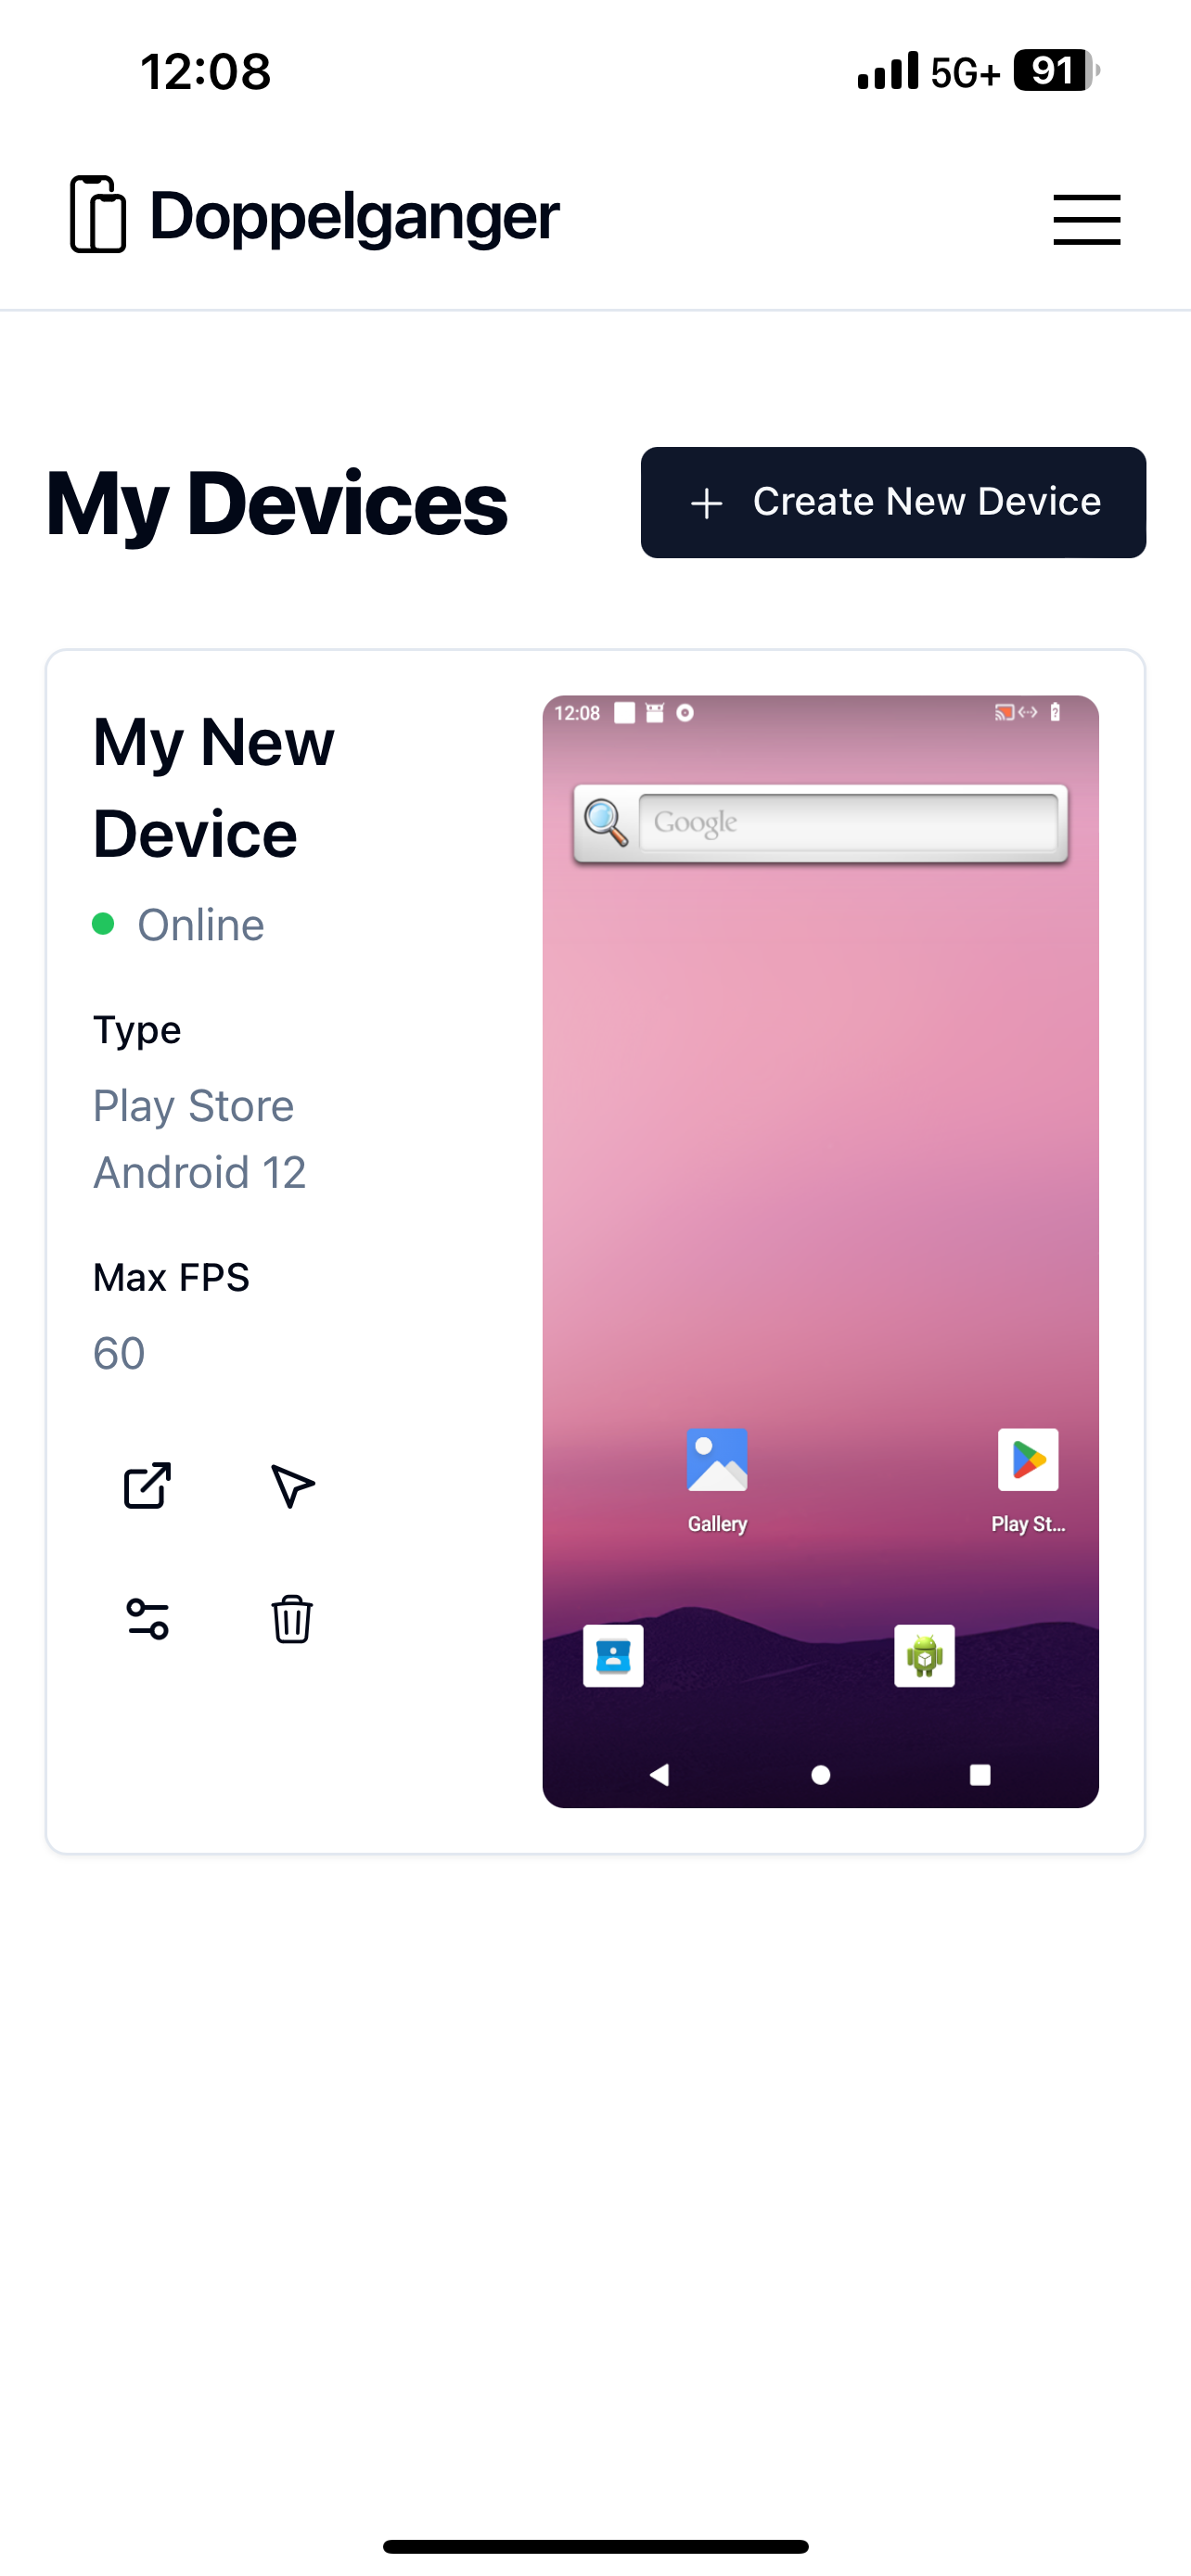 12:08
5G+
91
Doppelganger
My Devices
+ Create New Device
My New
Device
Online
Type
Play Store
Android 12
Max FPS
60
12:08
Google
Gallery
Play St...